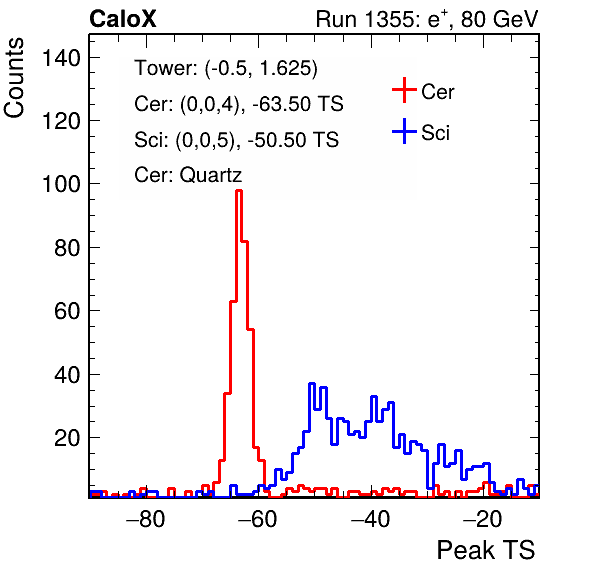 CaloX
Run 1355: e+, 80 GeV
Counts
Tower: (-0.5, 1.625)
Cer: (0,0,4), -63.50 TS
Sci: (0,0,5), -50.50 TS
Cer: Quartz
Cer
Sci
140
120
100
80
60
40
20
−80
−60
−40
−20
Peak TS